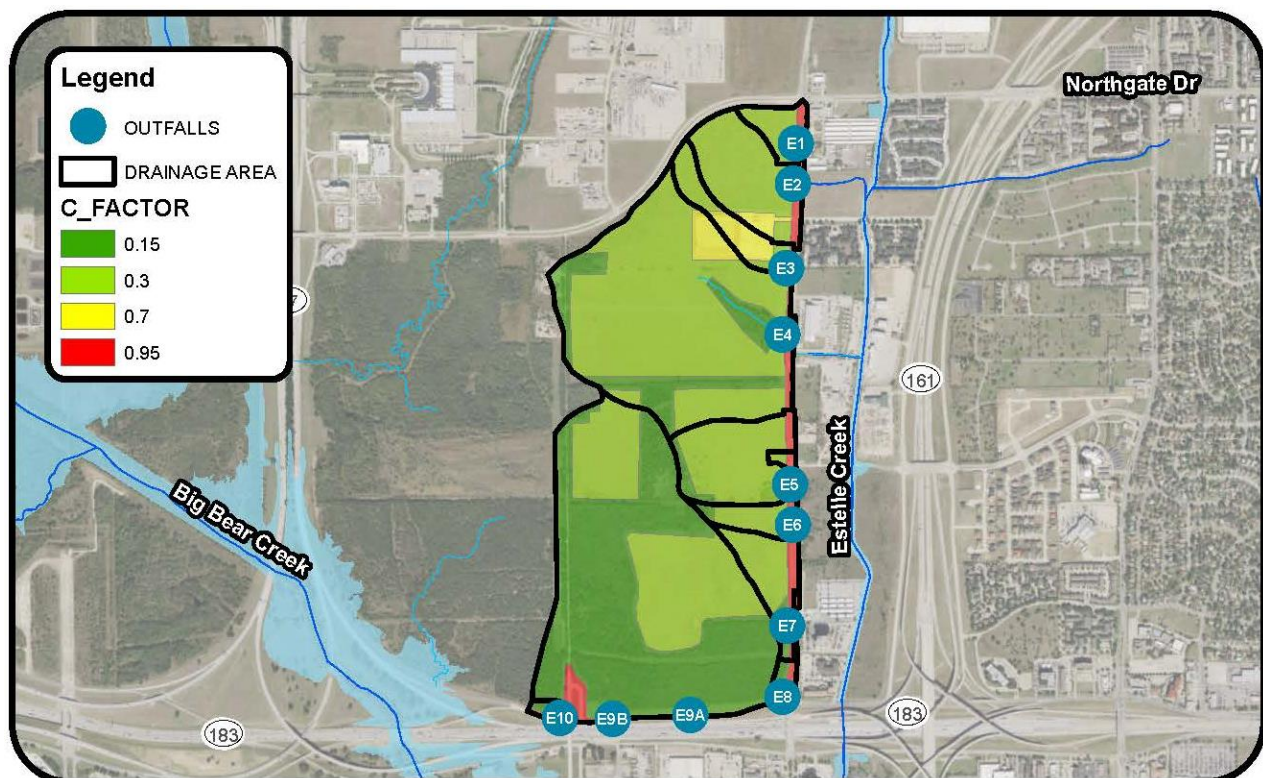 Legend
OUTFALLS
DRAINAGE AREA
C_FACTOR
0.15
0.3
0.7
0.95
Northgate Dr
E1
E2
E3
E4
161
E5
E6
Estelle Creek
Big Bear Creek
E7
E8
E9A
E9B
E10
183
183